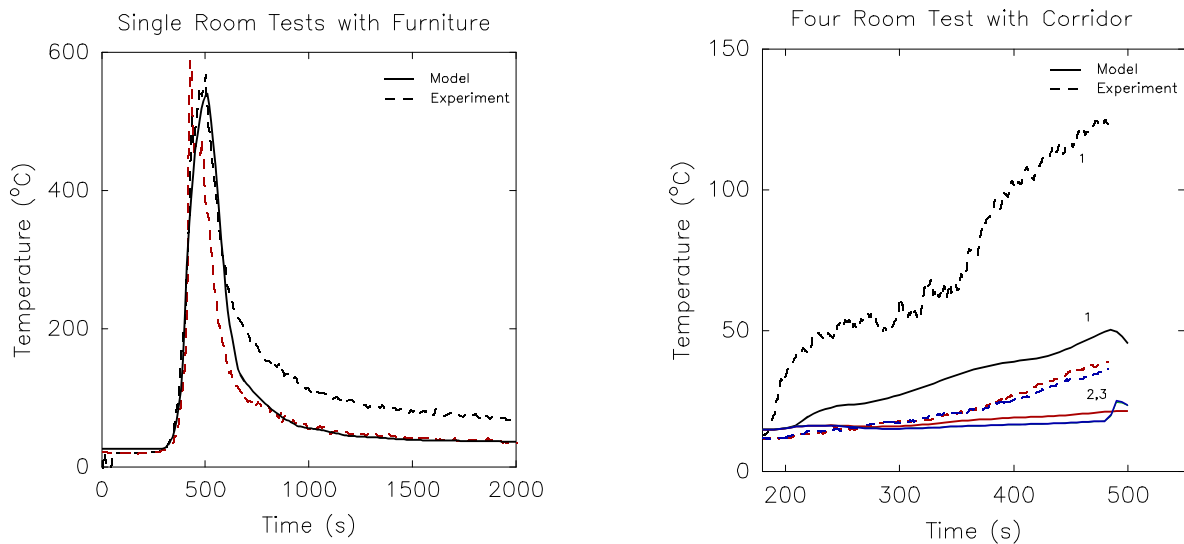 Single Room Tests with Furniture
600
400
200
0
Temperature (°C)
Model
Experiment
0 500 1000 1500 2000
Time (s)
Four Room Test with Corridor
150
100
50
0
Temperature (°C)
Model
Experiment
1
1
2,3
200 300 400 500
Time (s)